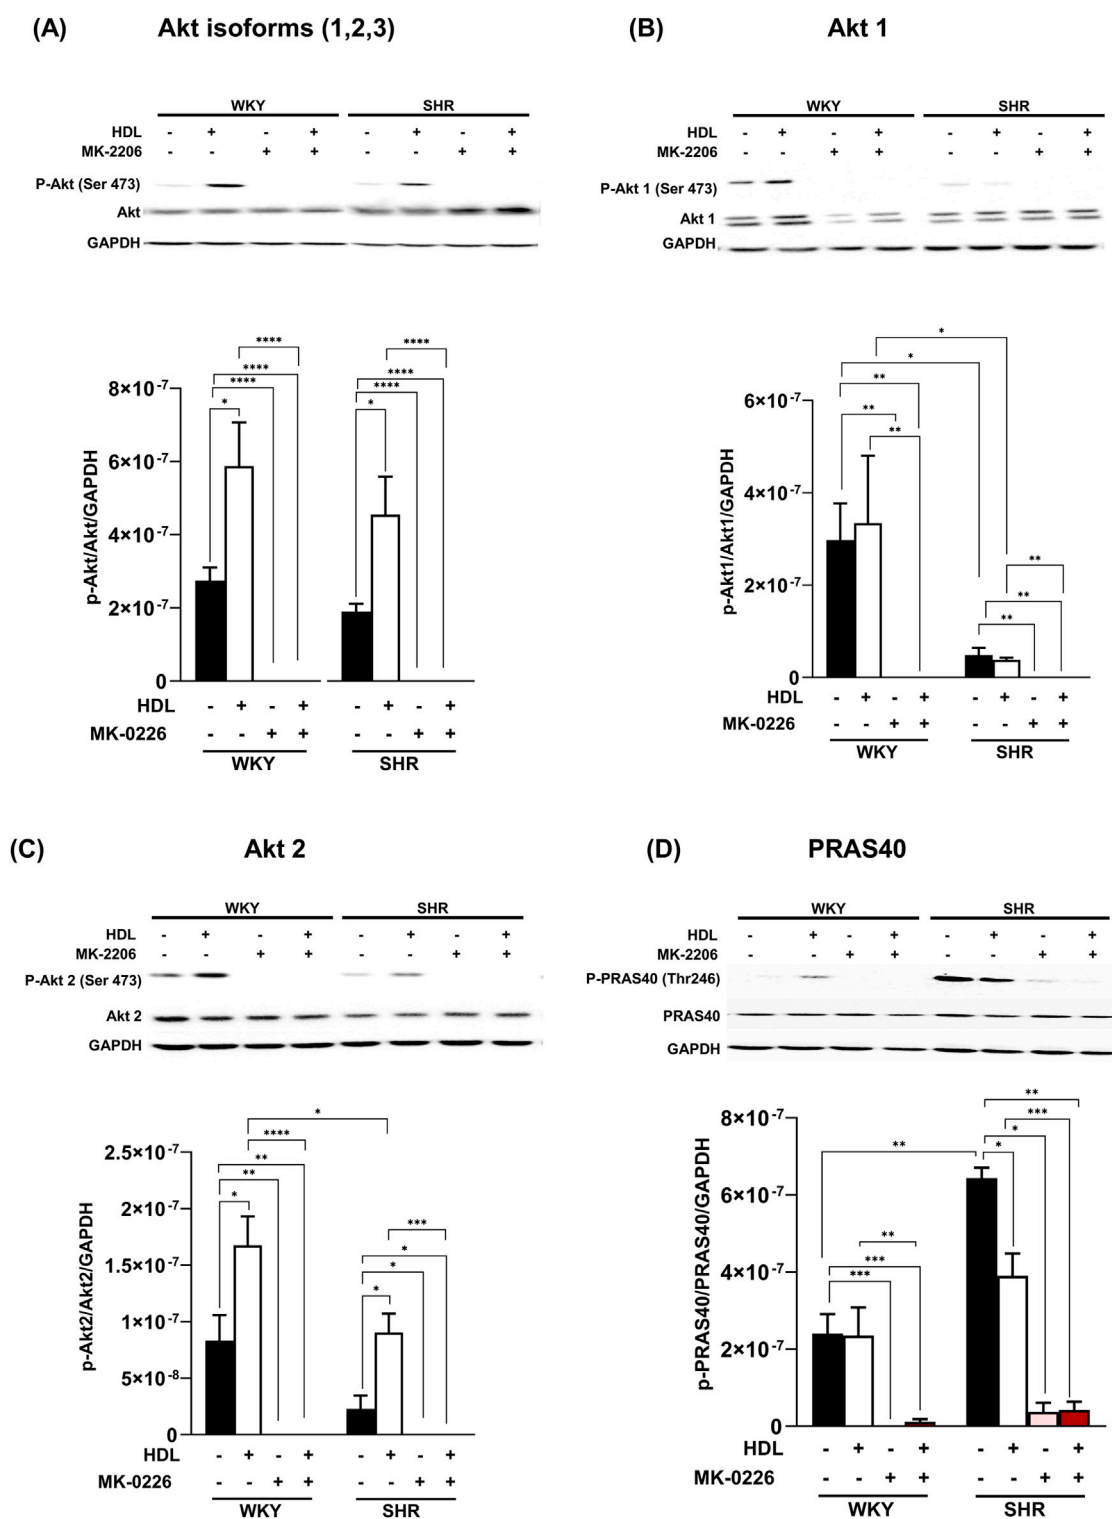 (A) Akt isoforms (1,2,3)
WKY SHR
HDL - + - + - + - +
MK-2206 - - + + - - + +
P-Akt (Ser 473)
Akt
GAPDH
**** ****
**** ****
**** ****
* *
8×10-7
6×10-7
4×10-7
2×10-7
0
p-Akt/Akt/GAPDH
HDL - + - + - + - +
MK-0226 - - + + - - + +
WKY SHR
(B) Akt 1
WKY SHR
HDL - + - + - + - +
MK-2206 - - + + - - + +
P-Akt 1 (Ser 473)
Akt 1
GAPDH
*
*
**
**
**
**
**
**
6×10-7
4×10-7
2×10-7
0
p-Akt1/Akt1/GAPDH
HDL - + - + - + - +
MK-0226 - - + + - - + +
WKY SHR
(C) Akt 2
WKY SHR
HDL - + - + - + - +
MK-2206 - - + + - - + +
P-Akt 2 (Ser 473)
Akt 2
GAPDH
*
****
**
**
*
***
*
*
*
2.5×10-7
2×10-7
1.5×10-7
1×10-7
5×10-8
0
p-Akt2/Akt2/GAPDH
HDL - + - + - + - +
MK-0226 - - + + - - + +
WKY SHR
(D) PRAS40
WKY SHR
HDL - + - + - + - +
MK-2206 - - + + - - + +
P-PRAS40 (Thr246)
PRAS40
GAPDH
**
***
*
** *
**
***
***
8×10-7
6×10-7
4×10-7
2×10-7
0
p-PRAS40/PRAS40/GAPDH
HDL - + - + - + - +
MK-0226 - - + + - - + +
WKY SHR